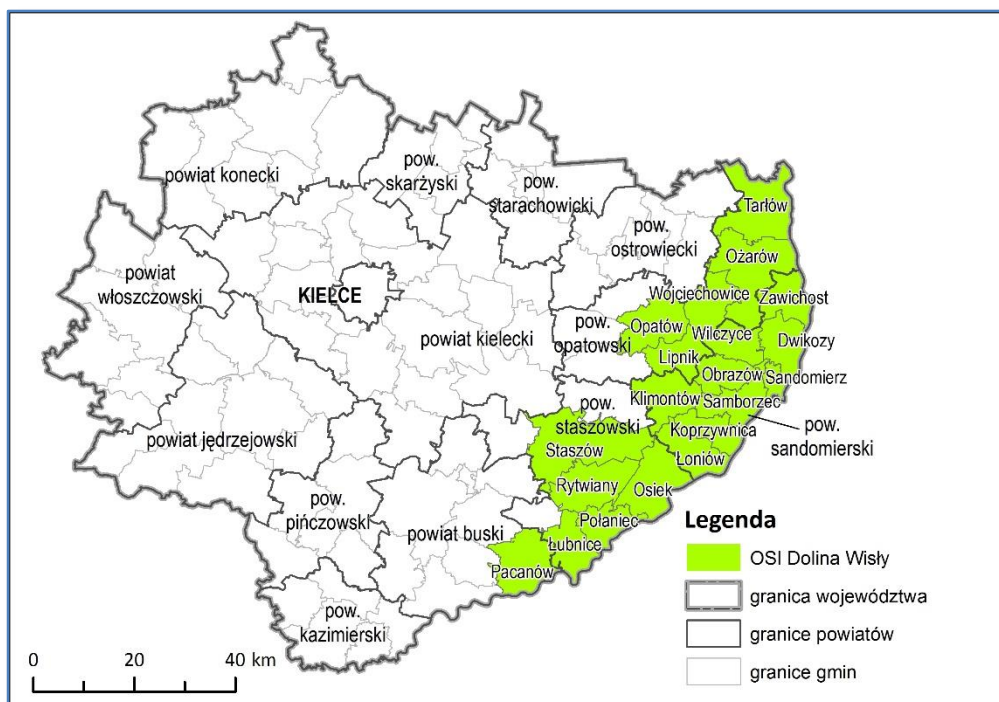 powiat konecki
pow.
skarżyski
pow.
starachowicki
pow.
ostrowiecki
Tarłów
Ożarów
powiat
włoszczowski
KIELCE
Wojciechowice
Zawichost
powiat kielecki
pow.
opatowski
Opatów
Wilczyce
Dwikozy
Lipnik
Obrazów
Sandomierz
Klimontów
Samborzec
pow.
staszowski
Koprzywnica
pow.
sandomierski
powiat jędrzejowski
Staszów
Łoniów
Rytwiany
Osiek
pow.
pińczowski
Połaniec
powiat buski
Łubnice
Pacanów
pow.
kazimierski
0 20 40 km
Legenda
OSI Dolina Wisły
granica województwa
granice powiatów
granice gmin